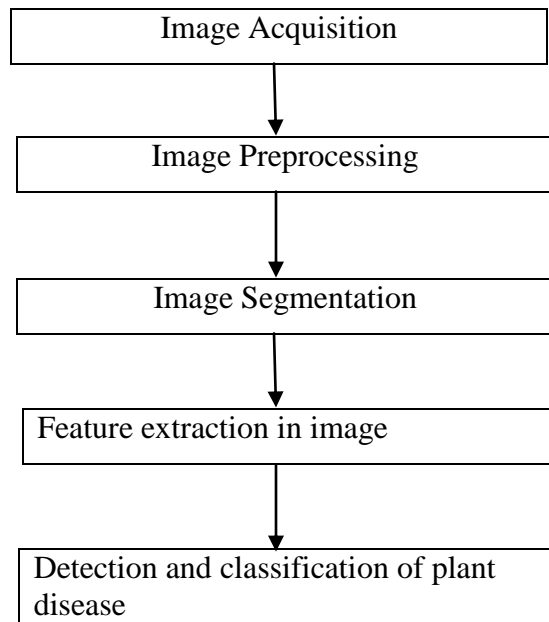 Image Acquisition
Image Preprocessing
Image Segmentation
Feature extraction in image
Detection and classification of plant
disease